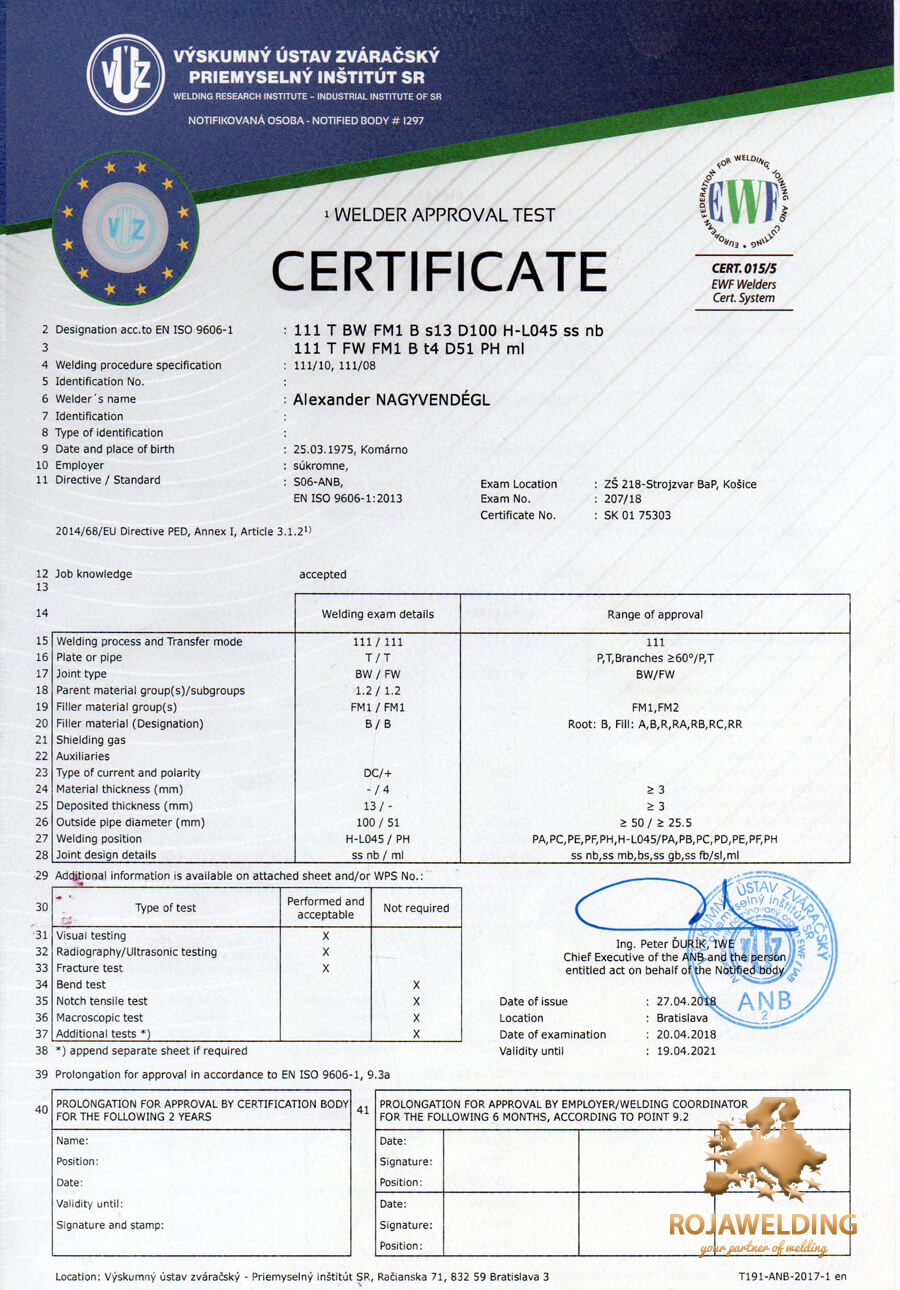 VÚZ
VÝSKUMNÝ ÚSTAV ZVÁRAČSKÝ
PRIEMYSELNÝ INŠTITÚT SR
WELDING RESEARCH INSTITUTE – INDUSTRIAL INSTITUTE OF SR
NOTIFIKOVANÁ OSOBA - NOTIFIED BODY # 1297
VÚZ
EUROPEAN FEDERATION FOR WELDING, JOINING AND CUTTING
EWF
1 WELDER APPROVAL TEST
CERTIFICATE
CERT. 015/5
EWF Welders
Cert. System
2 Designation acc.to EN ISO 9606-1 : 111 T BW FM1 B s13 D100 H-L045 ss nb
3 111 T FW FM1 B t4 D51 PH ml
4 Welding procedure specification : 111/10, 111/08
5 Identification No. :
6 Welder´s name : Alexander NAGYVENDÉGL
7 Identification :
8 Type of identification :
9 Date and place of birth : 25.03.1975, Komárno
10 Employer : súkromne,
11 Directive / Standard : S06-ANB, Exam Location : ZŠ 218-Strojzvar BaP, Košice
EN ISO 9606-1:2013 Exam No. : 207/18
Certificate No. : SK 01 75303
2014/68/EU Directive PED, Annex I, Article 3.1.2¹⁾
12 Job knowledge accepted
13
14 Welding exam details Range of approval
15 Welding process and Transfer mode 111 / 111 111
16 Plate or pipe T / T P,T,Branches ≥60°/P,T
17 Joint type BW / FW BW/FW
18 Parent material group(s)/subgroups 1.2 / 1.2
19 Filler material group(s) FM1 / FM1 FM1,FM2
20 Filler material (Designation) B / B Root: B, Fill: A,B,R,RA,RB,RC,RR
21 Shielding gas
22 Auxiliaries
23 Type of current and polarity DC/+
24 Material thickness (mm) - / 4 ≥ 3
25 Deposited thickness (mm) 13 / - ≥ 3
26 Outside pipe diameter (mm) 100 / 51 ≥ 50 / ≥ 25.5
27 Welding position H-L045 / PH PA,PC,PE,PF,PH,H-L045/PA,PB,PC,PD,PE,PF,PH
28 Joint design details ss nb / ml ss nb,ss mb,bs,ss gb,ss fb/sl,ml
29 Additional information is available on attached sheet and/or WPS No.:
30 Type of test Performed and acceptable Not required
31 Visual testing X
32 Radiography/Ultrasonic testing X
33 Fracture test X
34 Bend test X
35 Notch tensile test X
36 Macroscopic test X
37 Additional tests *) X
38 *) append separate sheet if required
Ing. Peter ĎURÍK, IWE
Chief Executive of the ANB and the person
entitled act on behalf of the Notified body
VÝSKUMNÝ ÚSTAV ZVÁRAČSKÝ
Priemyselný inštitút SR
VÚZ
ANB
2
Date of issue : 27.04.2018
Location : Bratislava
Date of examination : 20.04.2018
Validity until : 19.04.2021
39 Prolongation for approval in accordance to EN ISO 9606-1, 9.3a
40 PROLONGATION FOR APPROVAL BY CERTIFICATION BODY
FOR THE FOLLOWING 2 YEARS
Name:
Position:
Date:
Validity until:
Signature and stamp:
41 PROLONGATION FOR APPROVAL BY EMPLOYER/WELDING COORDINATOR
FOR THE FOLLOWING 6 MONTHS, ACCORDING TO POINT 9.2
Date:
Signature:
Position:
Date:
Signature:
Position:
ROJAWELDING
your partner of welding
Location: Výskumný ústav zváračský - Priemyselný inštitút SR, Račianska 71, 832 59 Bratislava 3 T191-ANB-2017-1 en